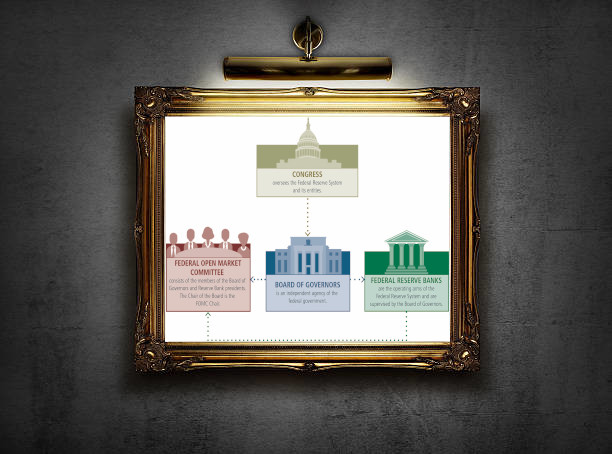 CONGRESS
oversees the Federal Reserve System
and its entities.
FEDERAL OPEN MARKET
COMMITTEE
consists of the members of the Board of
Governors and Reserve Bank presidents.
The Chair of the Board is the
FOMC Chair.
BOARD OF GOVERNORS
is an independent agency of the
federal government.
FEDERAL RESERVE BANKS
are the operating arms of the
Federal Reserve System and are
supervised by the Board of Governors.